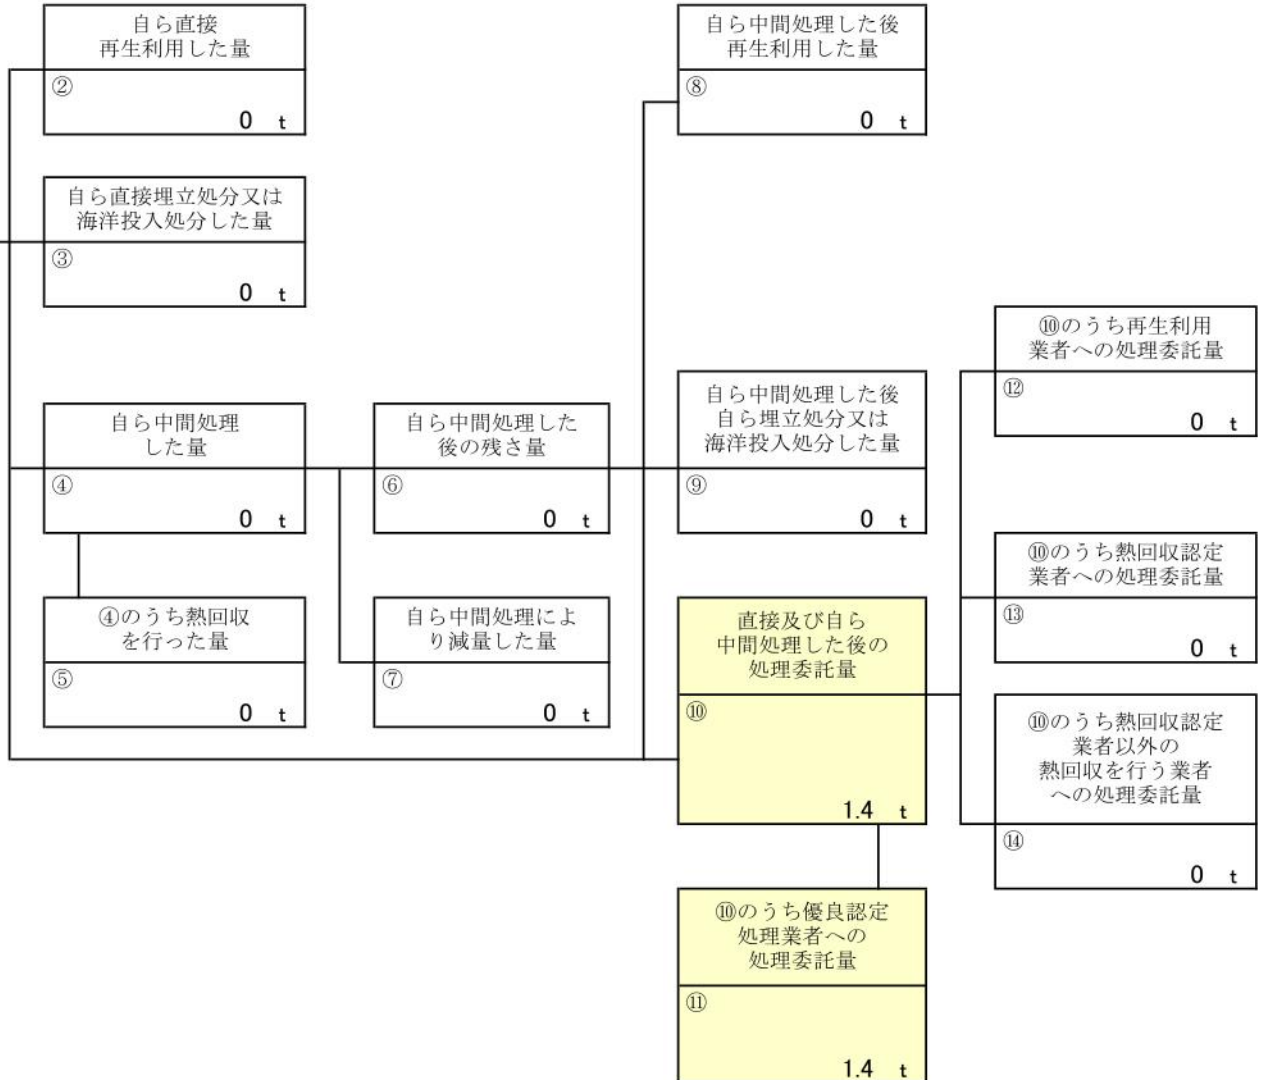 自ら直接
再生利用した量
②
0 t
自ら中間処理した後
再生利用した量
⑧
0 t
自ら直接埋立処分又は
海洋投入処分した量
③
0 t
⑩のうち再生利用
業者への処理委託量
⑫
0 t
自ら中間処理
した量
④
0 t
自ら中間処理した
後の残さ量
⑥
0 t
自ら中間処理した後
自ら埋立処分又は
海洋投入処分した量
⑨
0 t
⑩のうち熱回収認定
業者への処理委託量
⑬
0 t
④のうち熱回収
を行った量
⑤
0 t
自ら中間処理によ
り減量した量
⑦
0 t
直接及び自ら
中間処理した後の
処理委託量
⑩
1.4 t
⑩のうち熱回収認定
業者以外の
熱回収を行う業者
への処理委託量
⑭
0 t
⑩のうち優良認定
処理業者への
処理委託量
⑪
1.4 t